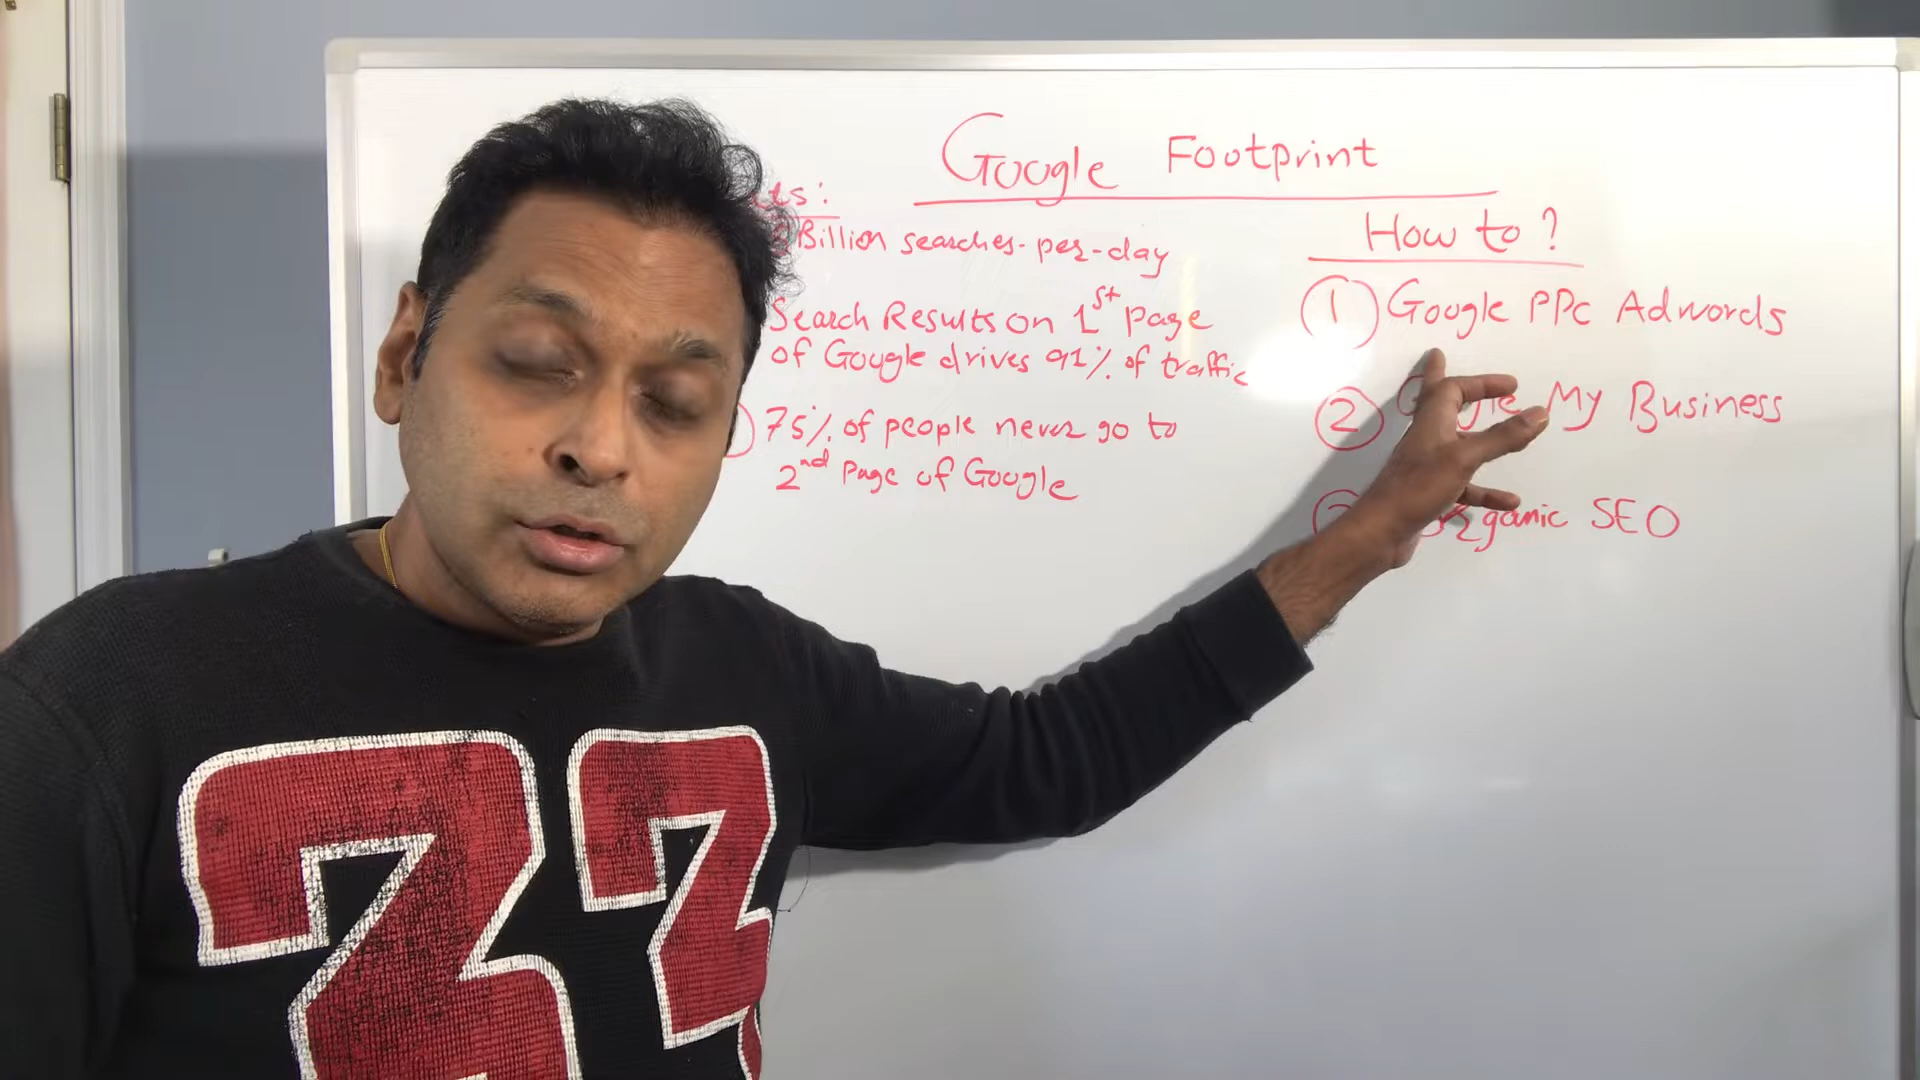 Google Footprint
Billion searches-per-day
Search Results on 1st page
of Google drives 91% of traffic
75% of people never go to
2nd page of Google
How to?
1 Google PPC Adwords
2 Google My Business
Organic SEO